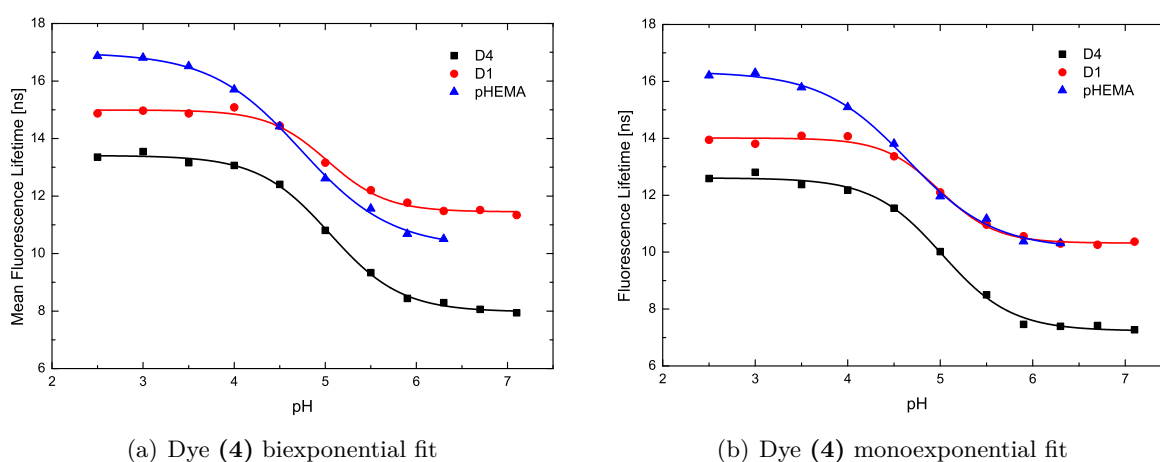 18
16
14
12
10
8
6
2
3
4
5
6
7
Mean Fluorescence Lifetime [ns]
pH
D4
D1
pHEMA
(a) Dye (4) biexponential fit
18
16
14
12
10
8
6
2
3
4
5
6
7
Fluorescence Lifetime [ns]
pH
D4
D1
pHEMA
(b) Dye (4) monoexponential fit